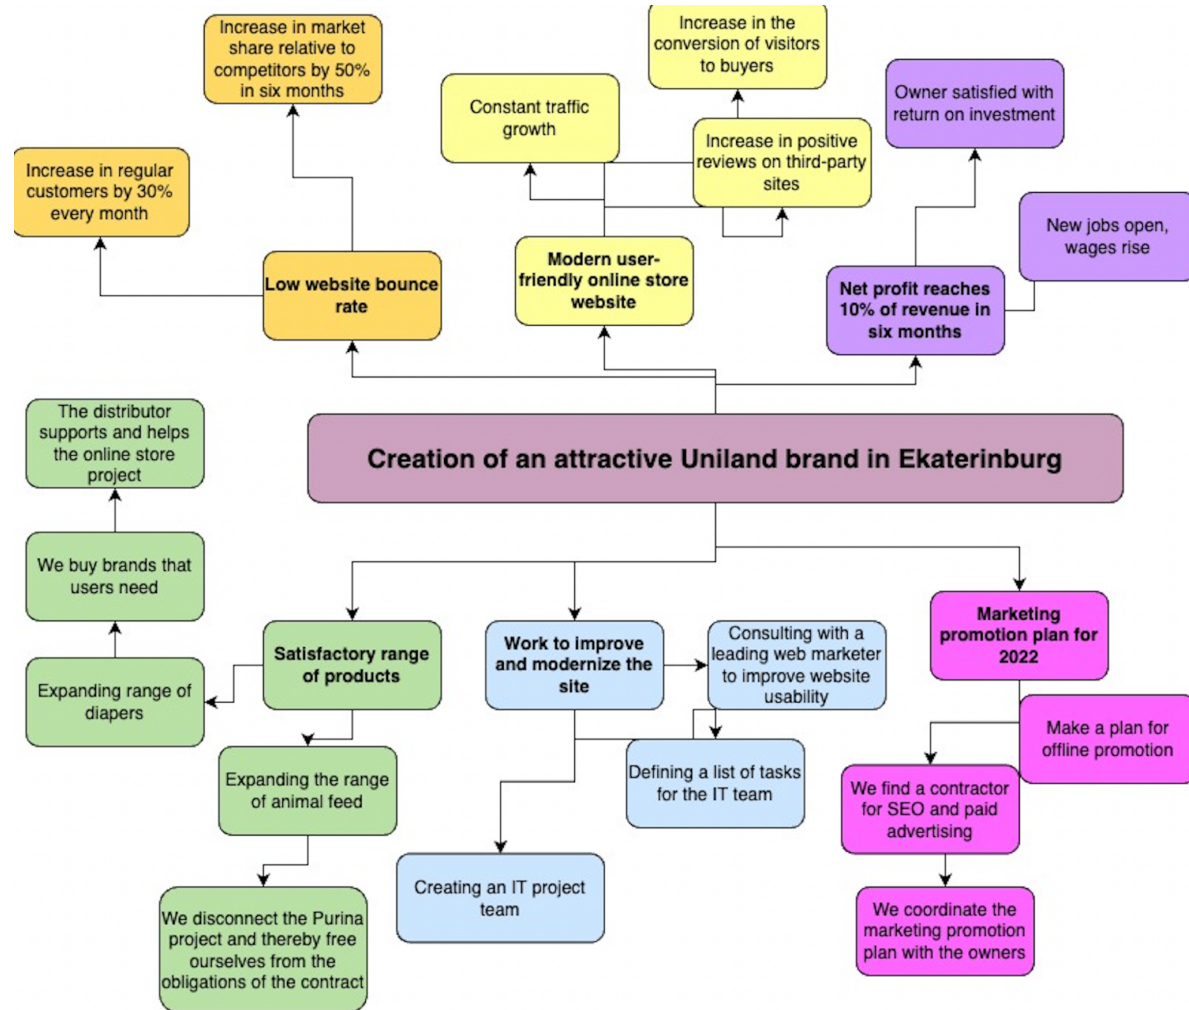 Increase in market
share relative to
competitors by 50%
in six months
Increase in the
conversion of visitors
to buyers
Constant traffic
growth
Owner satisfied with
return on investment
Increase in positive
reviews on third-party
sites
Increase in regular
customers by 30%
every month
New jobs open,
wages rise
Low website bounce
rate
Modern user-
friendly online store
website
Net profit reaches
10% of revenue in
six months
Creation of an attractive Uniland brand in Ekaterinburg
The distributor
supports and helps
the online store
project
We buy brands that
users need
Expanding range of
diapers
Satisfactory range
of products
Expanding the range
of animal feed
We disconnect the Purina
project and thereby free
ourselves from the
obligations of the contract
Work to improve
and modernize the
site
Consulting with a
leading web marketer
to improve website
usability
Defining a list of tasks
for the IT team
Creating an IT project
team
Marketing
promotion plan for
2022
Make a plan for
offline promotion
We find a contractor
for SEO and paid
advertising
We coordinate the
marketing promotion
plan with the owners